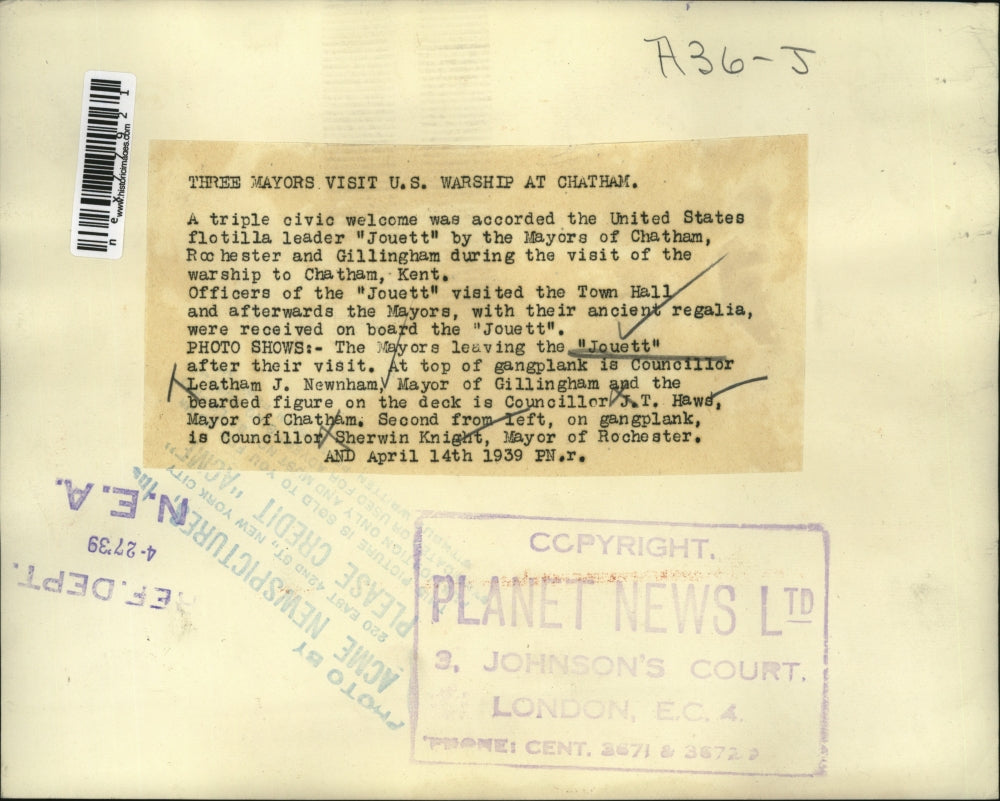 A36-J
www.historicimages.com
THREE MAYORS VISIT U.S. WARSHIP AT CHATHAM.
A triple civic welcome was accorded the United States
flotilla leader "Jouett" by the Mayors of Chatham,
Rochester and Gillingham during the visit of the
warship to Chatham, Kent.
Officers of the "Jouett" visited the Town Hall
and afterwards the Mayors, with their ancient regalia,
were received on board the "Jouett".
PHOTO SHOWS:- The Mayors leaving the "Jouett"
after their visit. At top of gangplank is Councillor
Leatham J. Newnham, Mayor of Gillingham and the
bearded figure on the deck is Councillor J.T. Haws,
Mayor of Chatham. Second from left, on gangplank,
is Councillor Sherwin Knight, Mayor of Rochester.
AND April 14th 1939 PN.r.
N.E.A.
4-27'39
REF. DEPT.
PHOTO BY
ACME NEWSPICTURES, Inc
220 EAST 42nd ST., NEW YORK CITY
PLEASE CREDIT "ACME"
COPYRIGHT.
PLANET NEWS LTD
3, JOHNSON'S COURT.
LONDON, E.C. 4.
'PHONE: CENT. 3671 & 3672